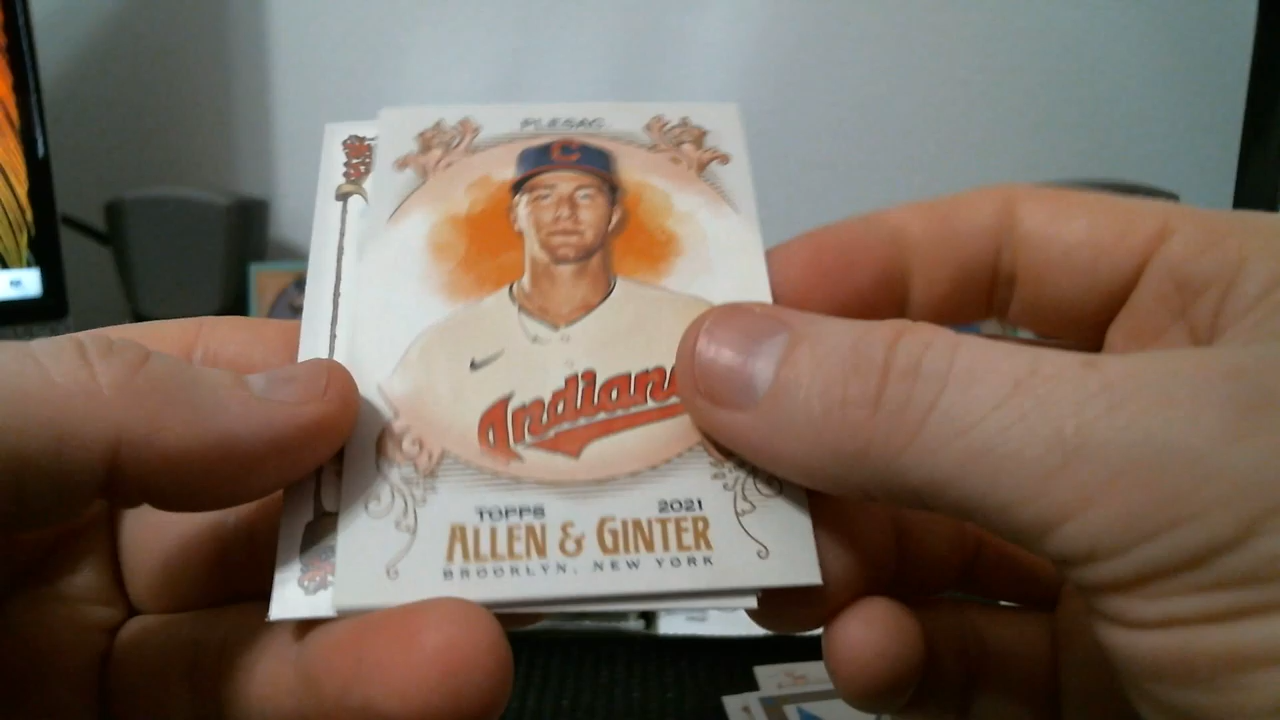 PLESAC
C
Indians
TOPPS 2021
ALLEN & GINTER
BROOKLYN, NEW YORK